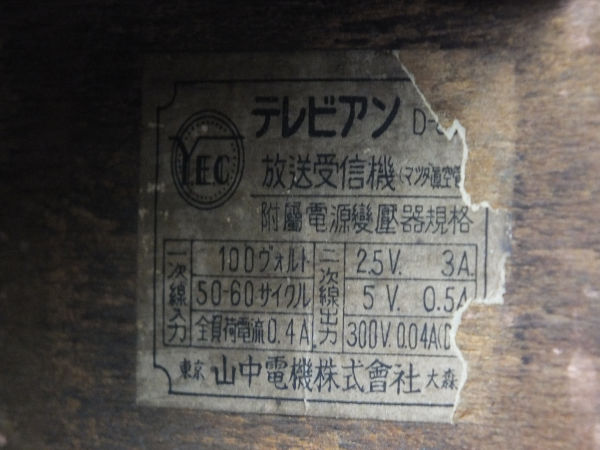 テレビアン D-
Y.E.C
放送受信機(マツダ眞空管
附屬電源變壓器規格
一次線入力
100ヴォルト
50-60サイクル
全負荷電流0.4A.
二次線出力
2.5V. 3A.
5V. 0.5A
300V. 0.04A(C
東京 山中電機株式會社 大森